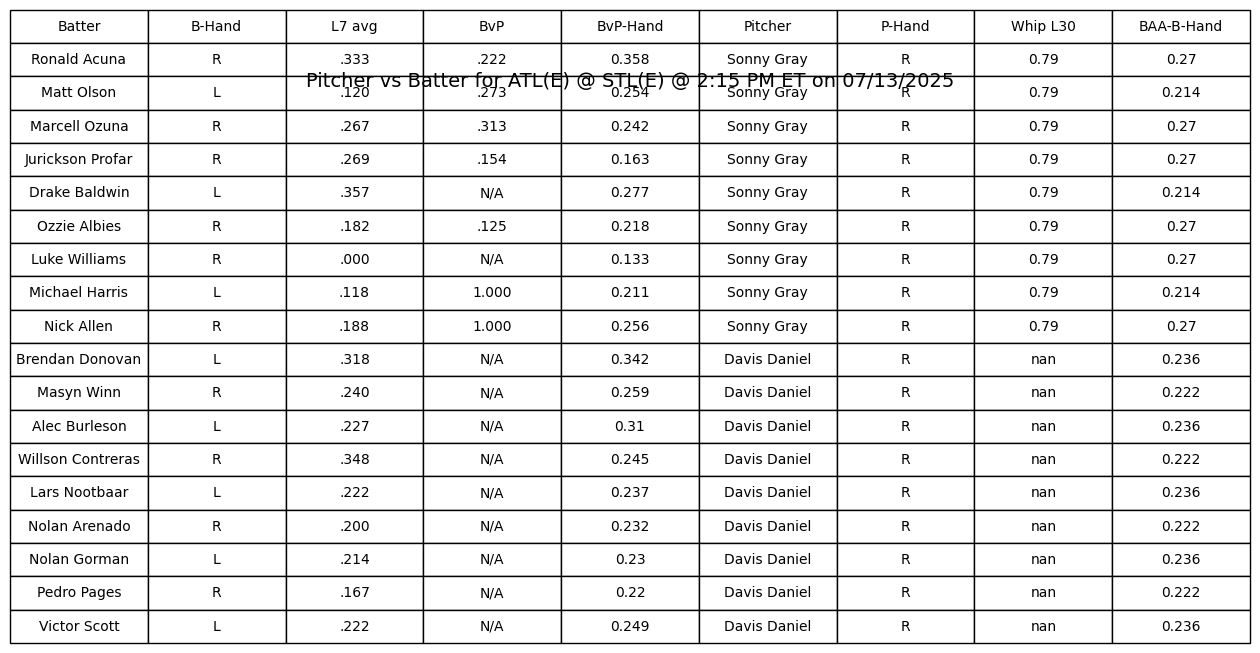 Batter B-Hand L7 avg BvP BvP-Hand Pitcher P-Hand Whip L30 BAA-B-Hand
Ronald Acuna R .333 .222 0.358 Sonny Gray R 0.79 0.27
Pitcher vs Batter for ATL(E) @ STL(E) @ 2:15 PM ET on 07/13/2025
Matt Olson L .120 .273 0.254 Sonny Gray R 0.79 0.214
Marcell Ozuna R .267 .313 0.242 Sonny Gray R 0.79 0.27
Jurickson Profar R .269 .154 0.163 Sonny Gray R 0.79 0.27
Drake Baldwin L .357 N/A 0.277 Sonny Gray R 0.79 0.214
Ozzie Albies R .182 .125 0.218 Sonny Gray R 0.79 0.27
Luke Williams R .000 N/A 0.133 Sonny Gray R 0.79 0.27
Michael Harris L .118 1.000 0.211 Sonny Gray R 0.79 0.214
Nick Allen R .188 1.000 0.256 Sonny Gray R 0.79 0.27
Brendan Donovan L .318 N/A 0.342 Davis Daniel R nan 0.236
Masyn Winn R .240 N/A 0.259 Davis Daniel R nan 0.222
Alec Burleson L .227 N/A 0.31 Davis Daniel R nan 0.236
Willson Contreras R .348 N/A 0.245 Davis Daniel R nan 0.222
Lars Nootbaar L .222 N/A 0.237 Davis Daniel R nan 0.236
Nolan Arenado R .200 N/A 0.232 Davis Daniel R nan 0.222
Nolan Gorman L .214 N/A 0.23 Davis Daniel R nan 0.236
Pedro Pages R .167 N/A 0.22 Davis Daniel R nan 0.222
Victor Scott L .222 N/A 0.249 Davis Daniel R nan 0.236